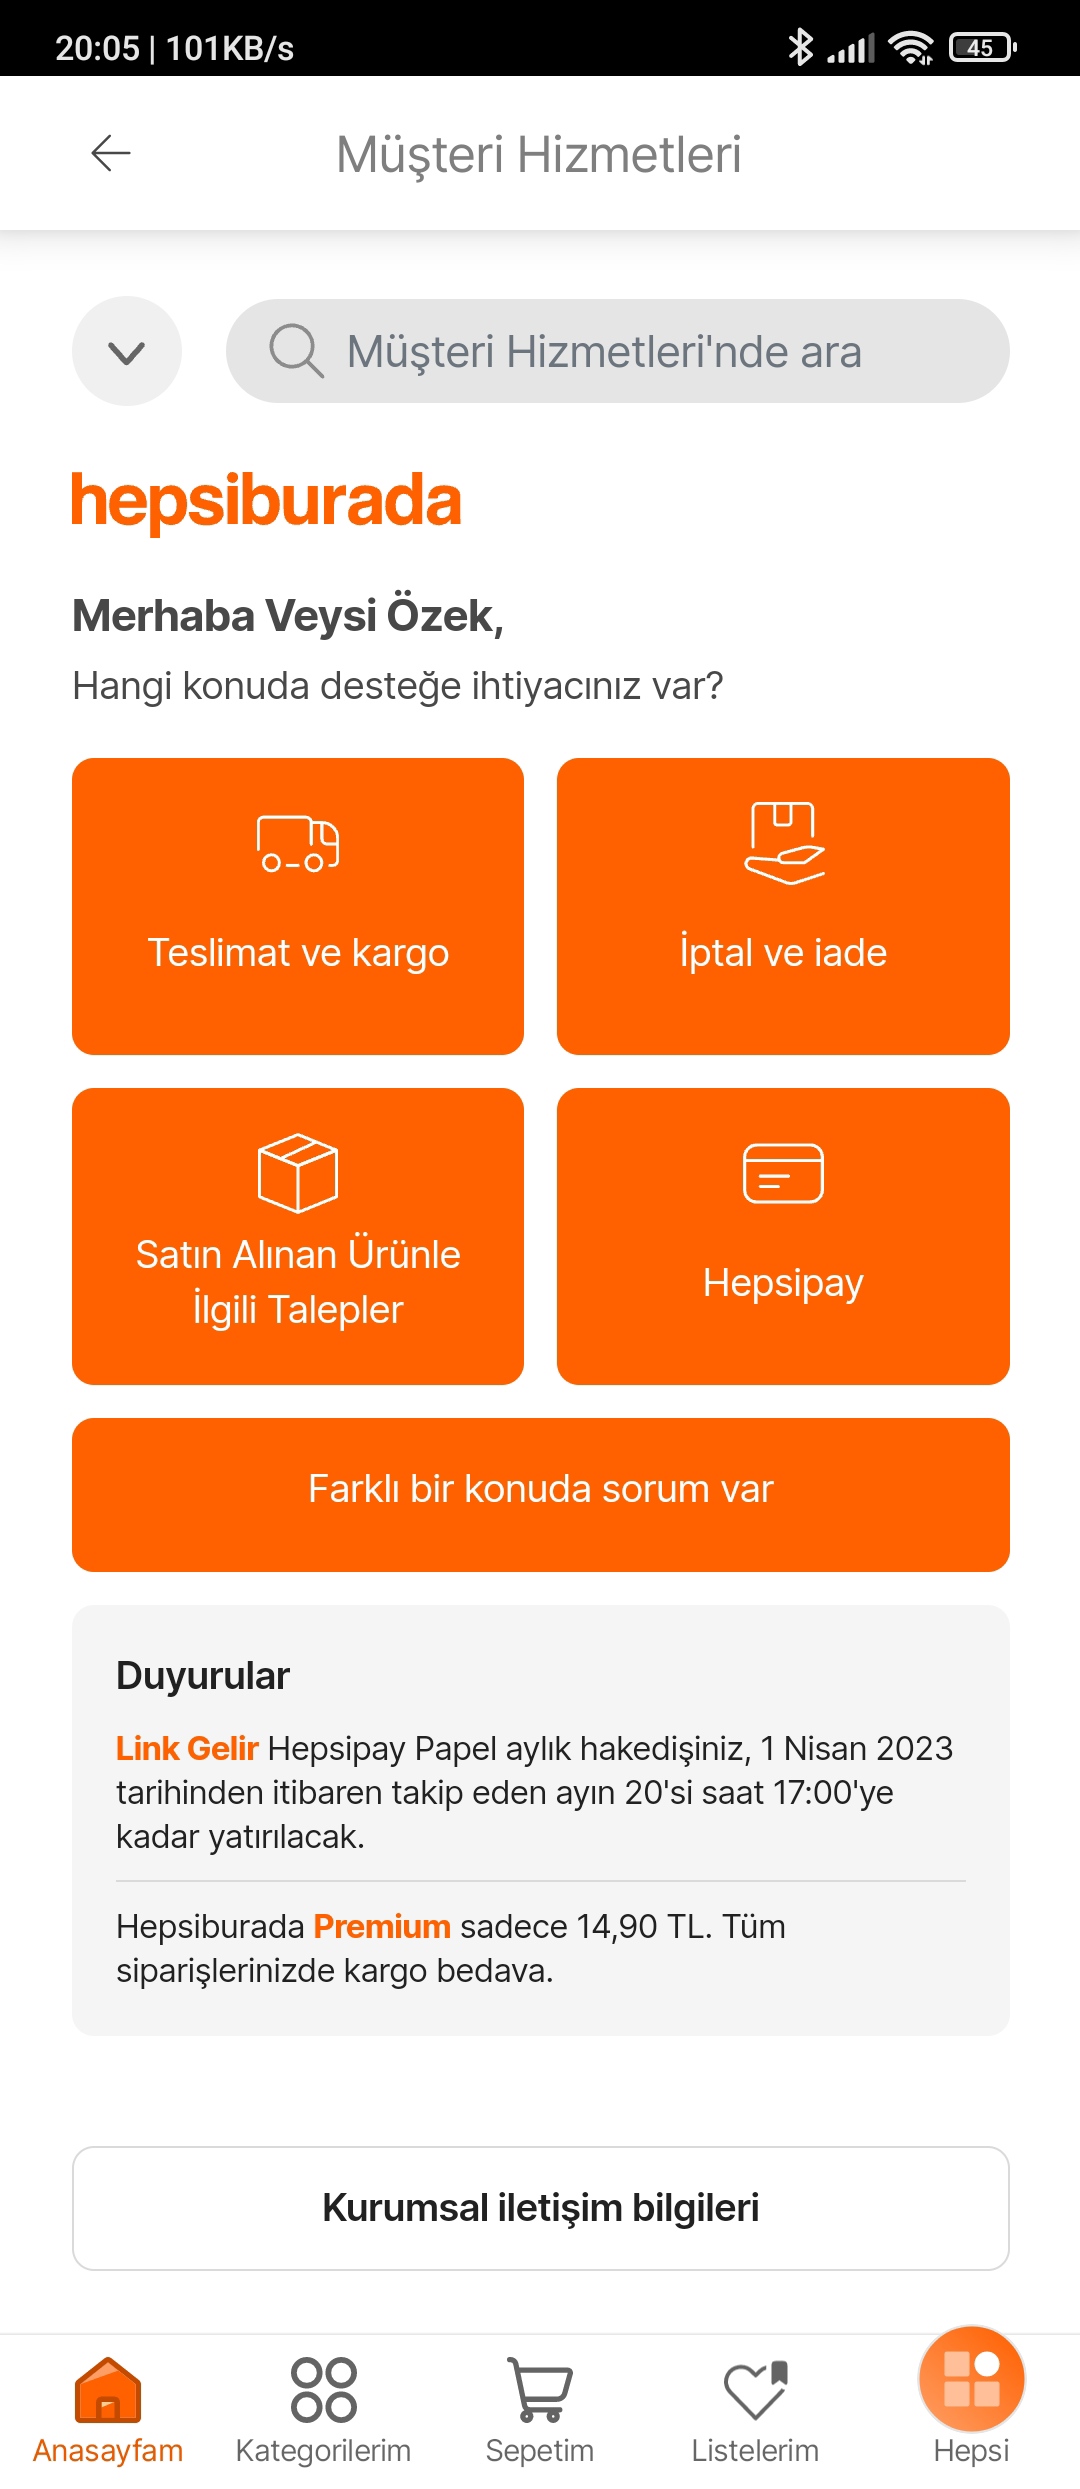 20:05 | 101KB/s
45
Müşteri Hizmetleri
Müşteri Hizmetleri'nde ara
hepsiburada
Merhaba Veysi Özek,
Hangi konuda desteğe ihtiyacınız var?
Teslimat ve kargo
İptal ve iade
Satın Alınan Ürünle
İlgili Talepler
Hepsipay
Farklı bir konuda sorum var
Duyurular
Link Gelir Hepsipay Papel aylık hakedişiniz, 1 Nisan 2023
tarihinden itibaren takip eden ayın 20'si saat 17:00'ye
kadar yatırılacak.
Hepsiburada Premium sadece 14,90 TL. Tüm
siparişlerinizde kargo bedava.
Kurumsal iletişim bilgileri
Anasayfam
Kategorilerim
Sepetim
Listelerim
Hepsi